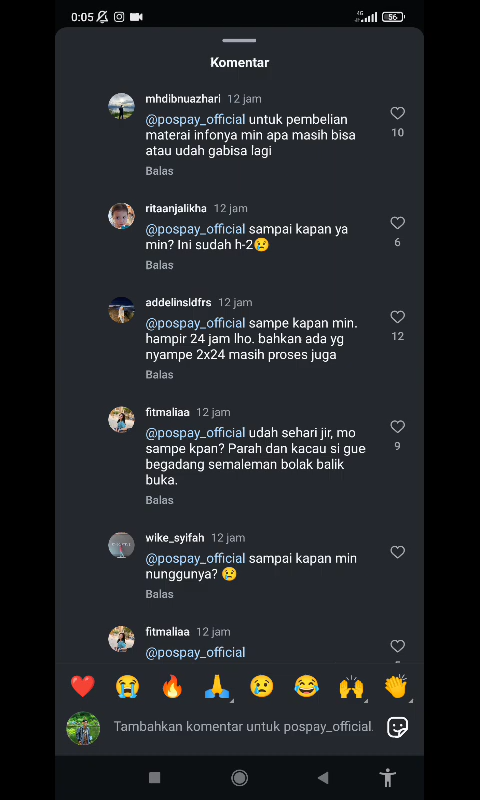 0:05
4G
56
Komentar
mhdibnuazhari 12 jam
@pospay_official untuk pembelian
materai infonya min apa masih bisa
atau udah gabisa lagi
10
Balas
ritaanjalikha 12 jam
@pospay_official sampai kapan ya
min? Ini sudah h-2😢
6
Balas
addelinsldfrs 12 jam
@pospay_official sampe kapan min.
hampir 24 jam lho. bahkan ada yg
nyampe 2x24 masih proses juga
12
Balas
fitmaliaa 12 jam
@pospay_official udah sehari jir, mo
sampe kpan? Parah dan kacau si gue
begadang semaleman bolak balik
buka.
9
Balas
wike_syifah 12 jam
@pospay_official sampai kapan min
nunggunya? 😢
Balas
fitmaliaa 12 jam
@pospay_official
Tambahkan komentar untuk pospay_official.